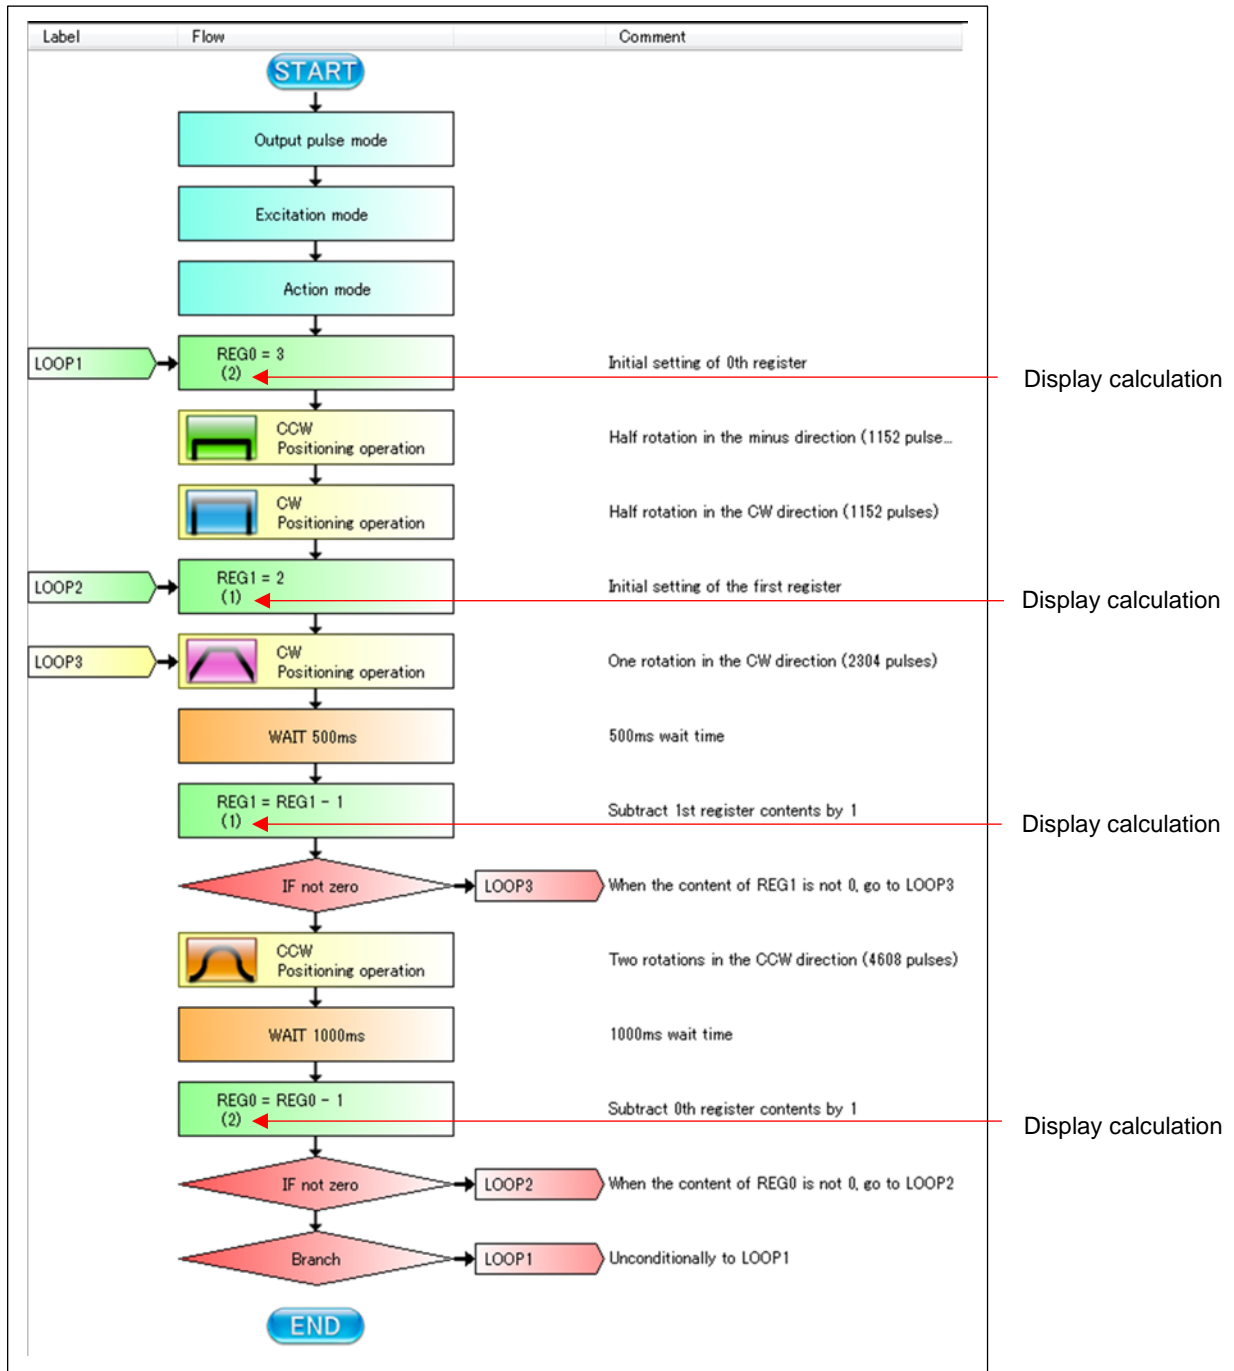 Label Flow Comment
START
Output pulse mode
Excitation mode
Action mode
LOOP1
REG0 = 3
(2)
Initial setting of 0th register
Display calculation
CCW
Positioning operation
Half rotation in the minus direction (1152 pulse...
CW
Positioning operation
Half rotation in the CW direction (1152 pulses)
LOOP2
REG1 = 2
(1)
Initial setting of the first register
Display calculation
LOOP3
CW
Positioning operation
One rotation in the CW direction (2304 pulses)
WAIT 500ms
500ms wait time
REG1 = REG1 - 1
(1)
Subtract 1st register contents by 1
Display calculation
IF not zero
LOOP3
When the content of REG1 is not 0, go to LOOP3
CCW
Positioning operation
Two rotations in the CCW direction (4608 pulses)
WAIT 1000ms
1000ms wait time
REG0 = REG0 - 1
(2)
Subtract 0th register contents by 1
Display calculation
IF not zero
LOOP2
When the content of REG0 is not 0, go to LOOP2
Branch
LOOP1
Unconditionally to LOOP1
END